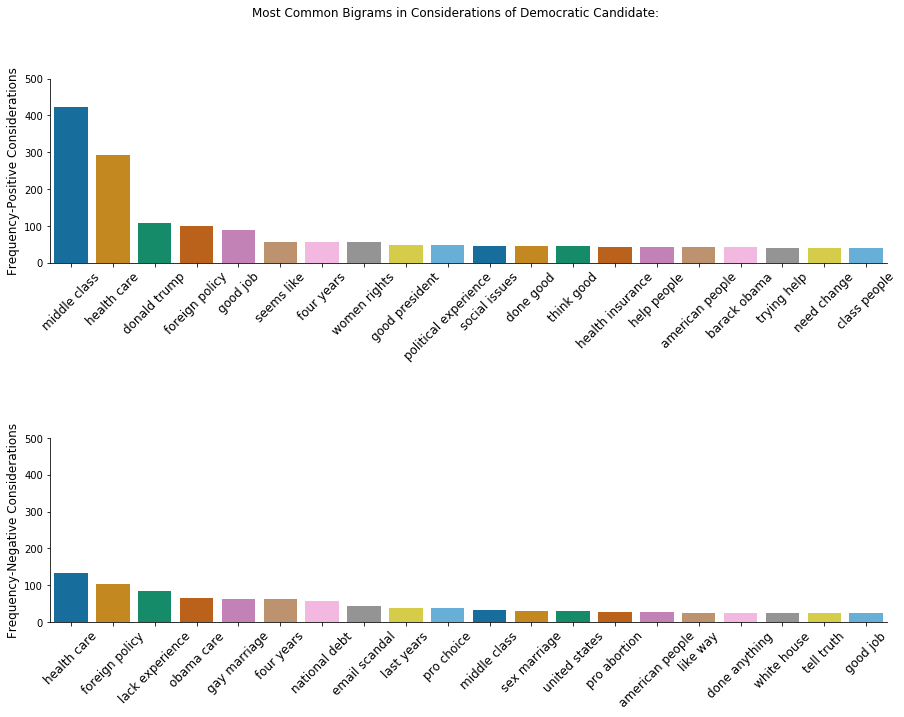 Most Common Bigrams in Considerations of Democratic Candidate:
Frequency-Positive Considerations
500
400
300
200
100
0
middle class
health care
donald trump
foreign policy
good job
seems like
four years
women rights
good president
political experience
social issues
done good
think good
health insurance
help people
american people
barack obama
trying help
need change
class people
Frequency-Negative Considerations
500
400
300
200
100
0
health care
foreign policy
lack experience
obama care
gay marriage
four years
national debt
email scandal
last years
pro choice
middle class
sex marriage
united states
pro abortion
american people
like way
done anything
white house
tell truth
good job